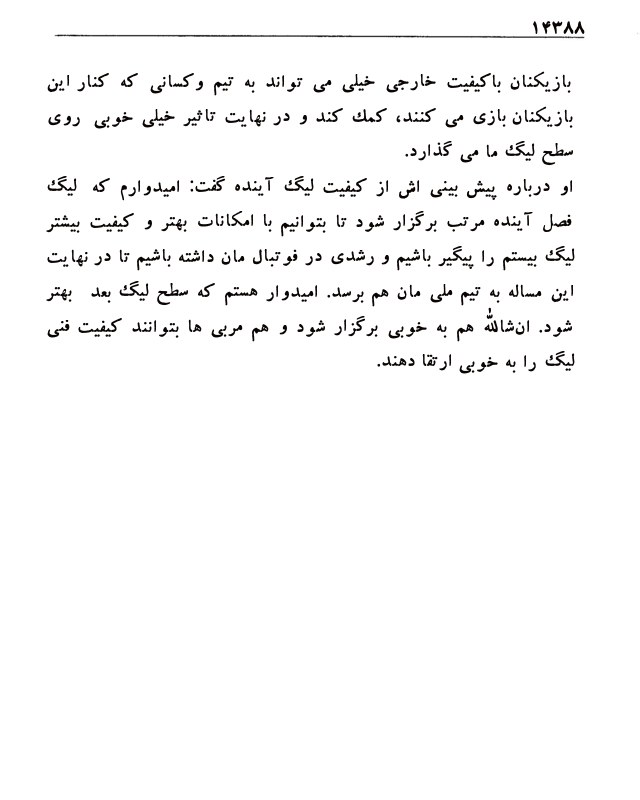 ۱۴۳۸۸
بازیکنان باکیفیت خارجی خیلی می تواند به تیم وکسانی که کنار این
بازیکنان بازی می کنند، کمک کند و در نهایت تاثیر خیلی خوبی روی
سطح لیگ ما می گذارد.
او درباره پیش بینی اش از کیفیت لیگ آینده گفت: امیدوارم که لیگ
فصل آینده مرتب برگزار شود تا بتوانیم با امکانات بهتر و کیفیت بیشتر
لیگ بیستم را پیگیر باشیم و رشدی در فوتبال مان داشته باشیم تا در نهایت
این مساله به تیم ملی مان هم برسد. امیدوار هستم که سطح لیگ بعد بهتر
شود. ان‌شالله هم به خوبی برگزار شود و هم مربی ها بتوانند کیفیت فنی
لیگ را به خوبی ارتقا دهند.